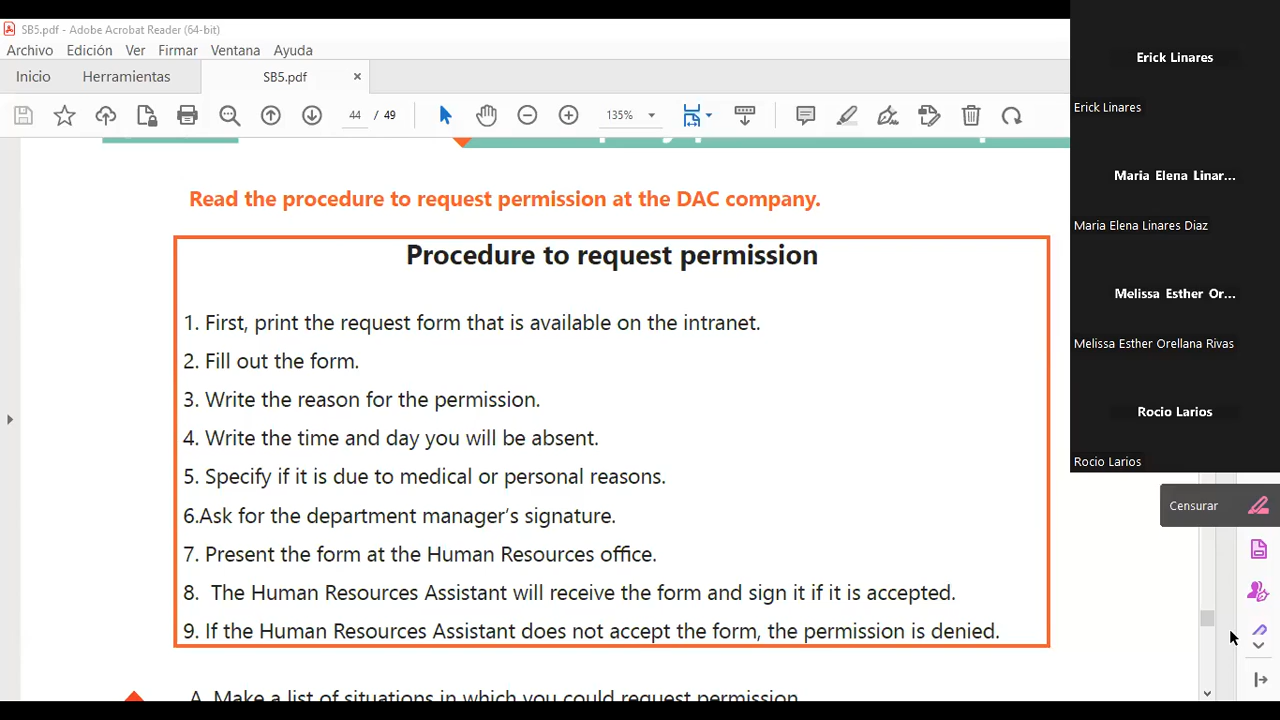 SB5.pdf - Adobe Acrobat Reader (64-bit)
Archivo Edición Ver Firmar Ventana Ayuda
Inicio Herramientas SB5.pdf ×
44 / 49 135%
Read the procedure to request permission at the DAC company.
Procedure to request permission
1. First, print the request form that is available on the intranet.
2. Fill out the form.
3. Write the reason for the permission.
4. Write the time and day you will be absent.
5. Specify if it is due to medical or personal reasons.
6.Ask for the department manager's signature.
7. Present the form at the Human Resources office.
8. The Human Resources Assistant will receive the form and sign it if it is accepted.
9. If the Human Resources Assistant does not accept the form, the permission is denied.
A. Make a list of situations in which you could request permission.
Erick Linares
Erick Linares
Maria Elena Linar...
Maria Elena Linares Diaz
Melissa Esther Or...
Melissa Esther Orellana Rivas
Rocio Larios
Rocio Larios
Censurar